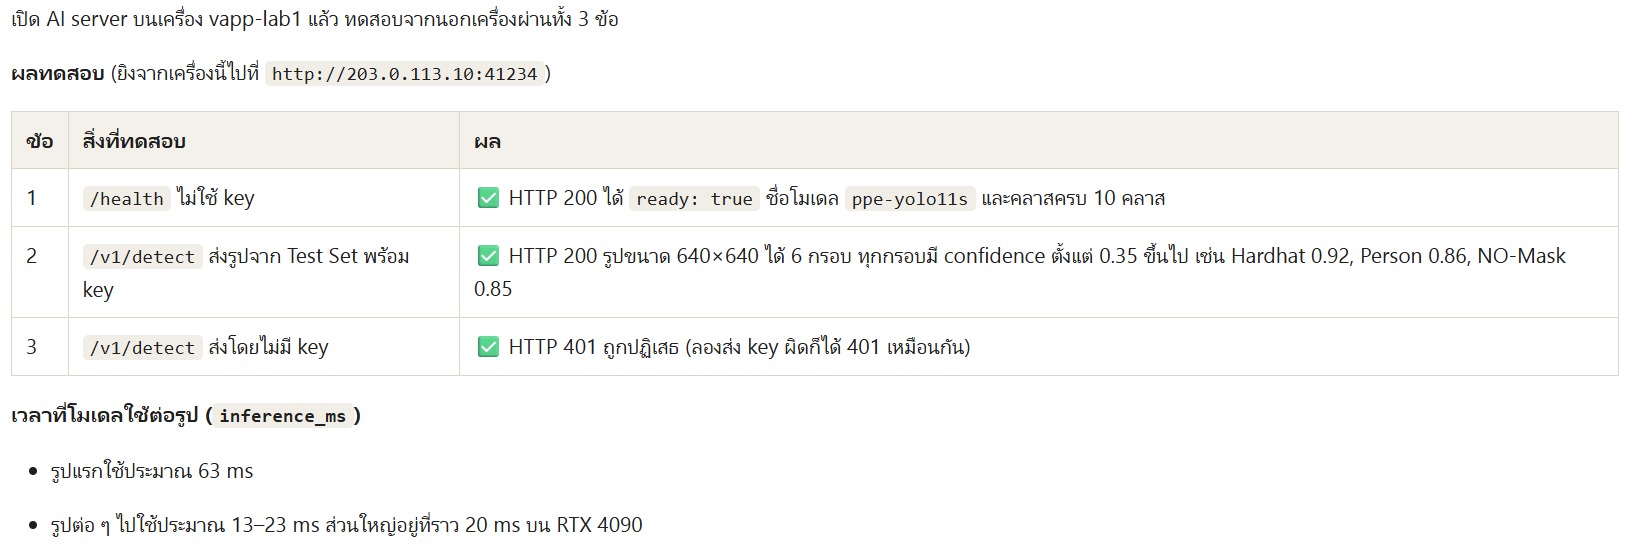 เปิด AI server บนเครื่อง vapp-lab1 แล้ว ทดสอบจากนอกเครื่องผ่านทั้ง 3 ข้อ
ผลทดสอบ (ยิงจากเครื่องนี้ไปที่ http://203.0.113.10:41234)
ข้อ สิ่งที่ทดสอบ ผล
1 /health ไม่ใช้ key ✅ HTTP 200 ได้ ready: true ชื่อโมเดล ppe-yolo11s และคลาสครบ 10 คลาส
2 /v1/detect ส่งรูปจาก Test Set พร้อม key ✅ HTTP 200 รูปขนาด 640×640 ได้ 6 กรอบ ทุกกรอบมี confidence ตั้งแต่ 0.35 ขึ้นไป เช่น Hardhat 0.92, Person 0.86, NO-Mask 0.85
3 /v1/detect ส่งโดยไม่มี key ✅ HTTP 401 ถูกปฏิเสธ (ลองส่ง key ผิดก็ได้ 401 เหมือนกัน)
เวลาที่โมเดลใช้ต่อรูป (inference_ms)
• รูปแรกใช้ประมาณ 63 ms
• รูปต่อ ๆ ไปใช้ประมาณ 13–23 ms ส่วนใหญ่อยู่ที่ราว 20 ms บน RTX 4090